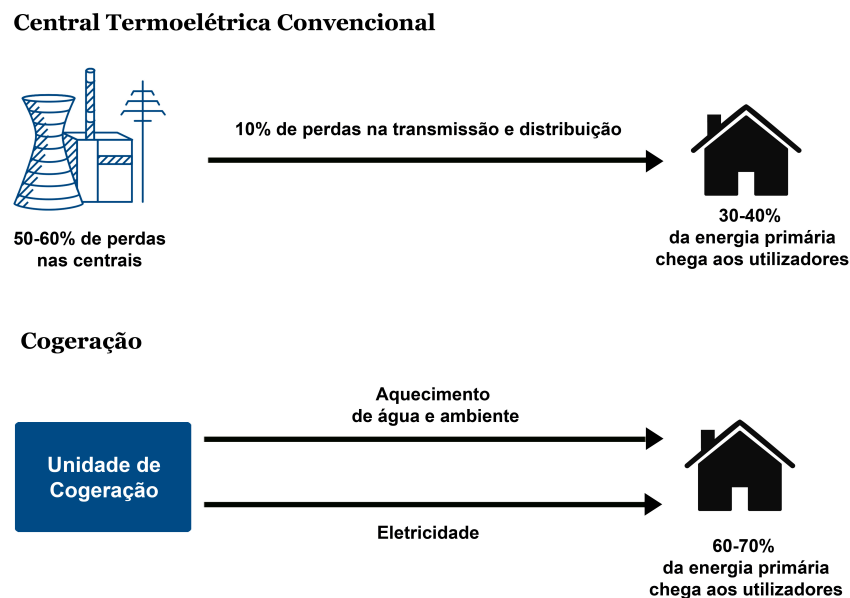 Central Termoelétrica Convencional
10% de perdas na transmissão e distribuição
50-60% de perdas
nas centrais
30-40%
da energia primária
chega aos utilizadores
Cogeração
Aquecimento
de água e ambiente
Unidade de
Cogeração
Eletricidade
60-70%
da energia primária
chega aos utilizadores